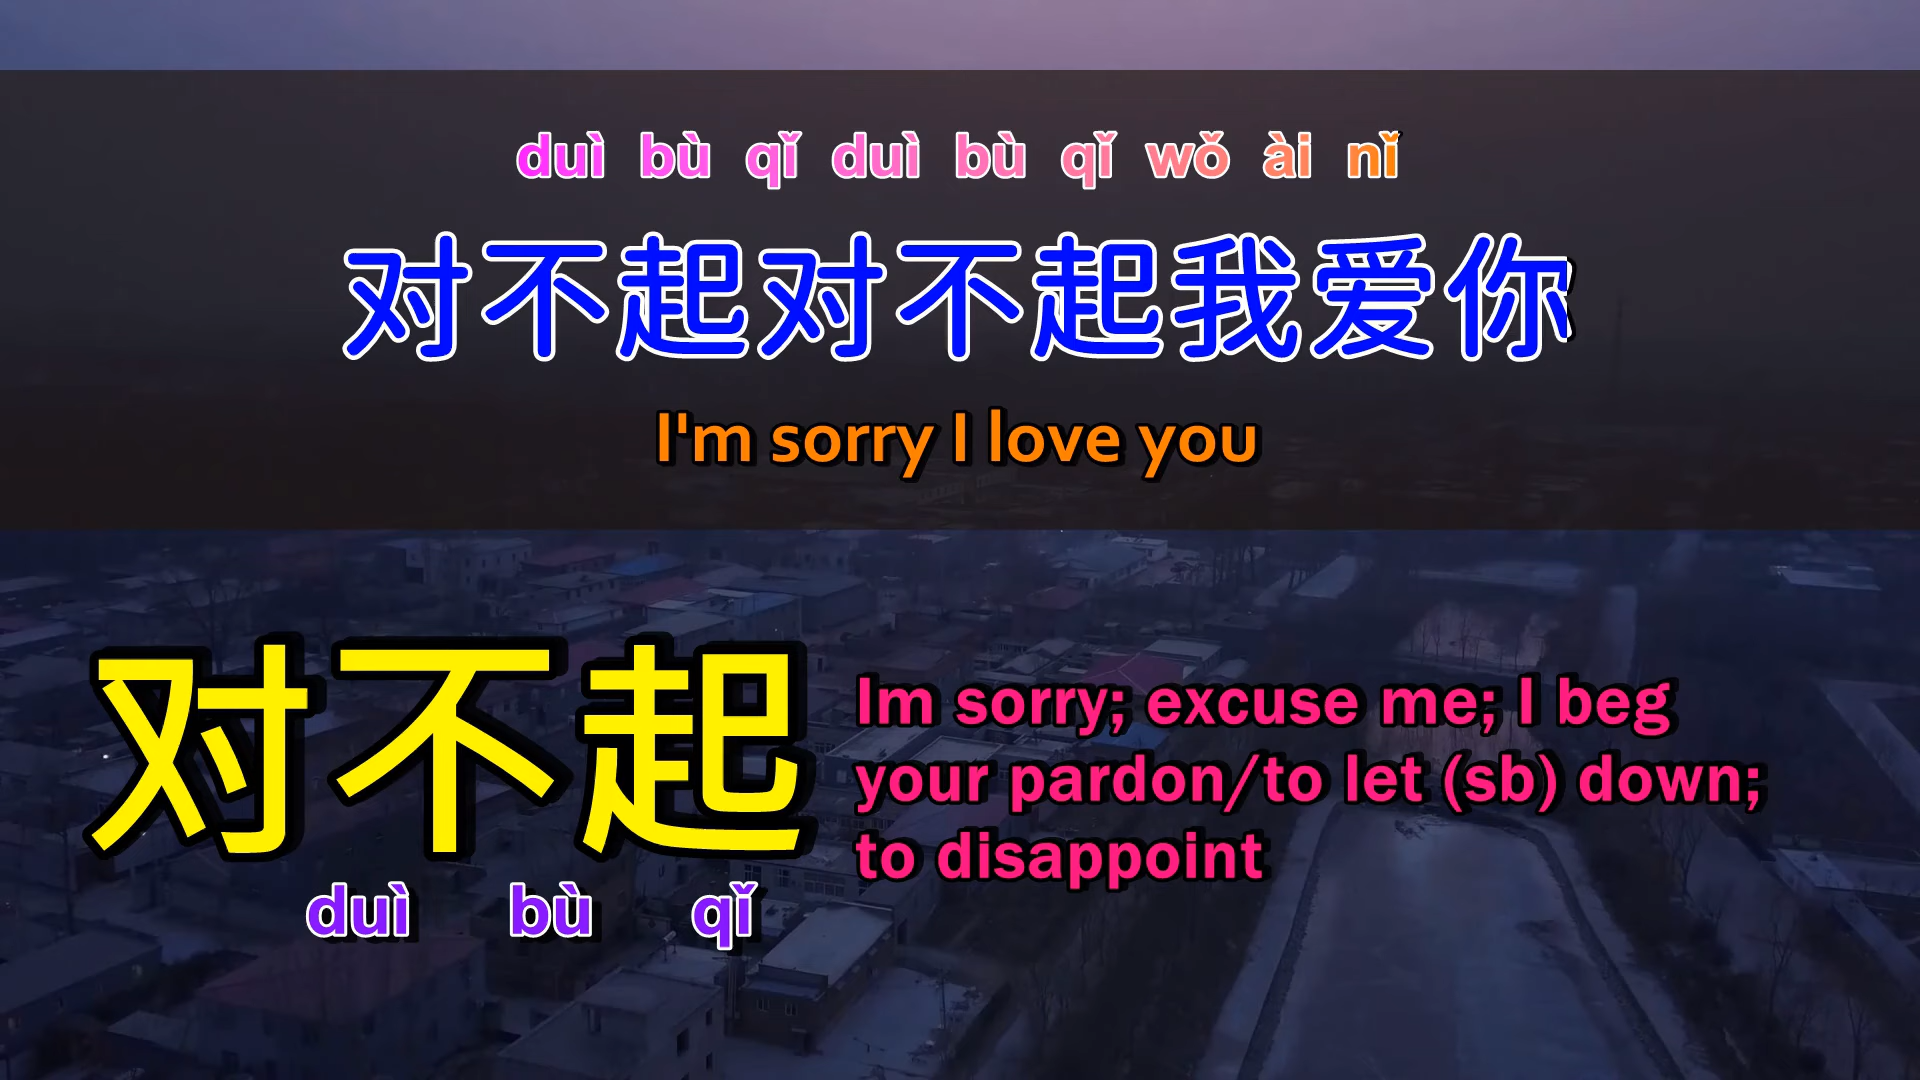 duì bù qǐ duì bù qǐ wǒ ài nǐ
对不起对不起我爱你
I'm sorry I love you
对不起
duì bù qǐ
Im sorry; excuse me; I beg
your pardon/to let (sb) down;
to disappoint